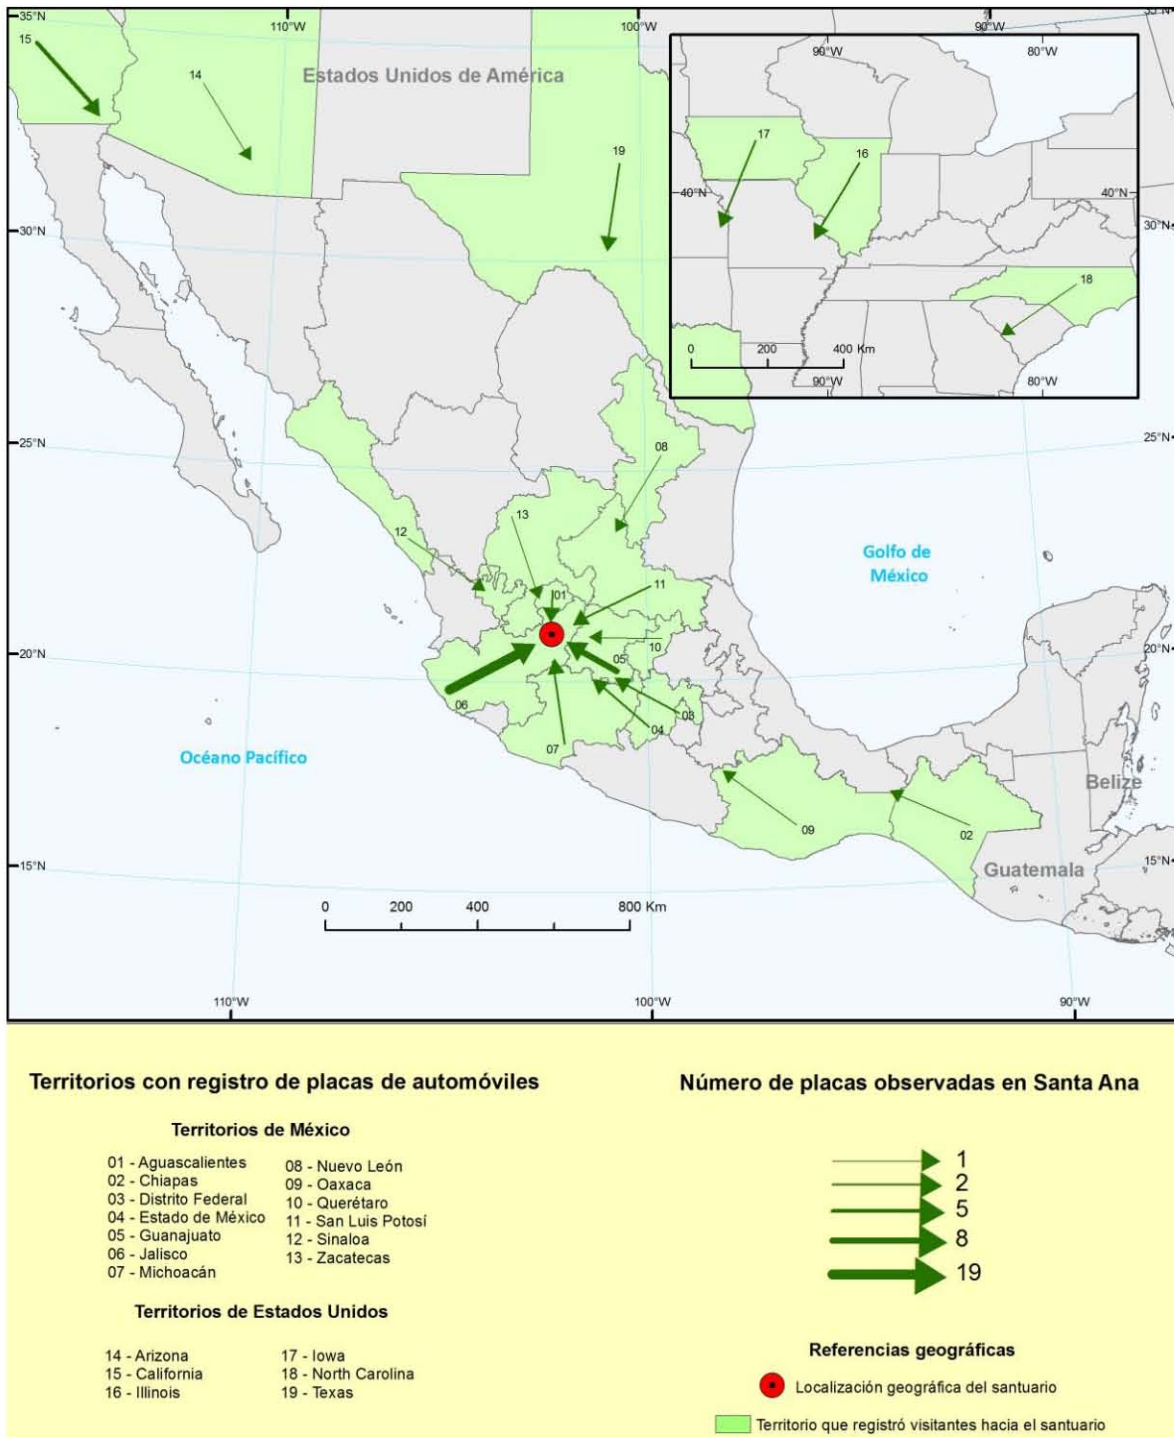 35°N
110°W
100°W
90°W
35°N
15
14
Estados Unidos de América
19
90°W
80°W
17
16
40°N
40°N
18
0 200 400 Km
90°W
80°W
30°N
30°N
25°N
25°N
08
13
12
Golfo de
México
11
01
10
05
20°N
20°N
06
03
04
07
Océano Pacífico
Belize
09
02
15°N
Guatemala
15°N
0 200 400 800 Km
110°W
100°W
90°W
Territorios con registro de placas de automóviles
Territorios de México
01 - Aguascalientes
02 - Chiapas
03 - Distrito Federal
04 - Estado de México
05 - Guanajuato
06 - Jalisco
07 - Michoacán
08 - Nuevo León
09 - Oaxaca
10 - Querétaro
11 - San Luis Potosí
12 - Sinaloa
13 - Zacatecas
Territorios de Estados Unidos
14 - Arizona
15 - California
16 - Illinois
17 - Iowa
18 - North Carolina
19 - Texas
Número de placas observadas en Santa Ana
1
2
5
8
19
Referencias geográficas
Localización geográfica del santuario
Territorio que registró visitantes hacia el santuario